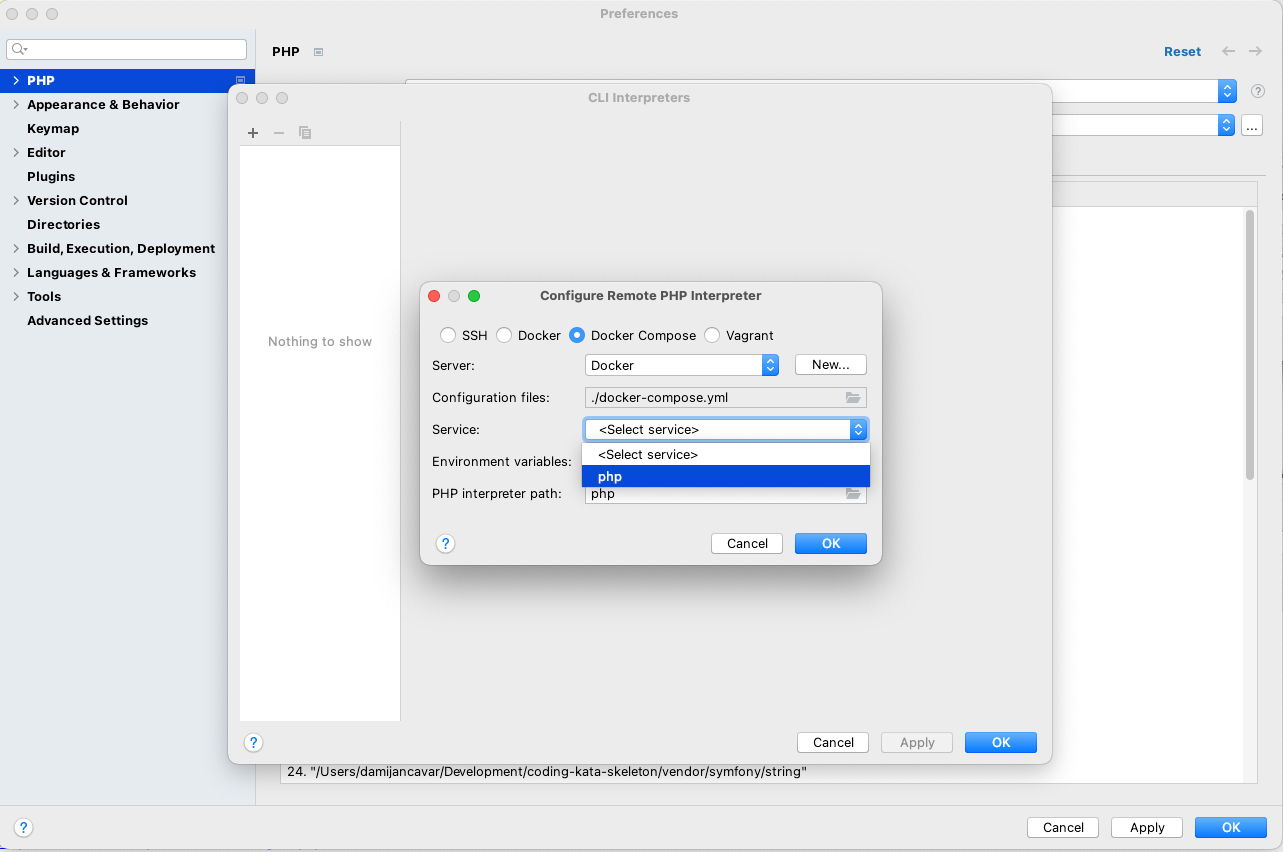 Preferences
PHP
Reset
PHP
Appearance & Behavior
Keymap
Editor
Plugins
Version Control
Directories
Build, Execution, Deployment
Languages & Frameworks
Tools
Advanced Settings
?
...
CLI Interpreters
Nothing to show
Configure Remote PHP Interpreter
SSH Docker Docker Compose Vagrant
Server: Docker New...
Configuration files: ./docker-compose.yml
Service: <Select service>
<Select service>
Environment variables:
php
PHP interpreter path: php
? Cancel OK
? Cancel Apply OK
24. "/Users/damijancavar/Development/coding-kata-skeleton/vendor/symfony/string"
? Cancel Apply OK